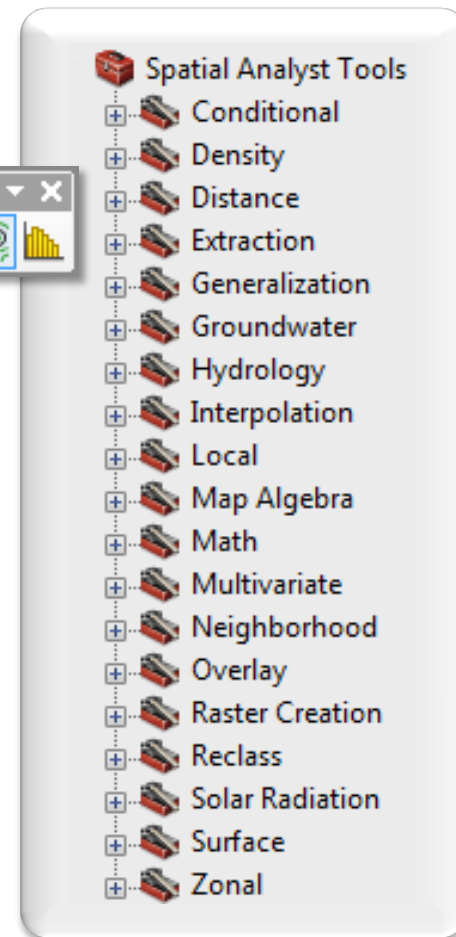 Spatial Analyst Tools
Conditional
Density
Distance
Extraction
Generalization
Groundwater
Hydrology
Interpolation
Local
Map Algebra
Math
Multivariate
Neighborhood
Overlay
Raster Creation
Reclass
Solar Radiation
Surface
Zonal